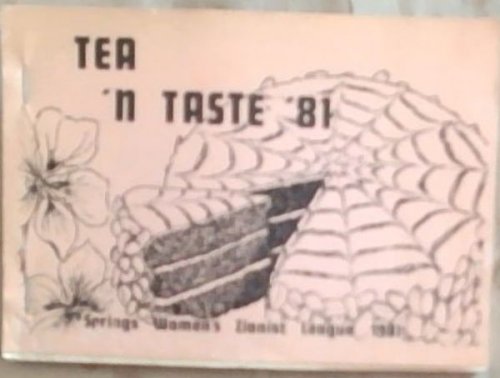 TEA
'N TASTE '81
Springs Women's Zionist League 1981